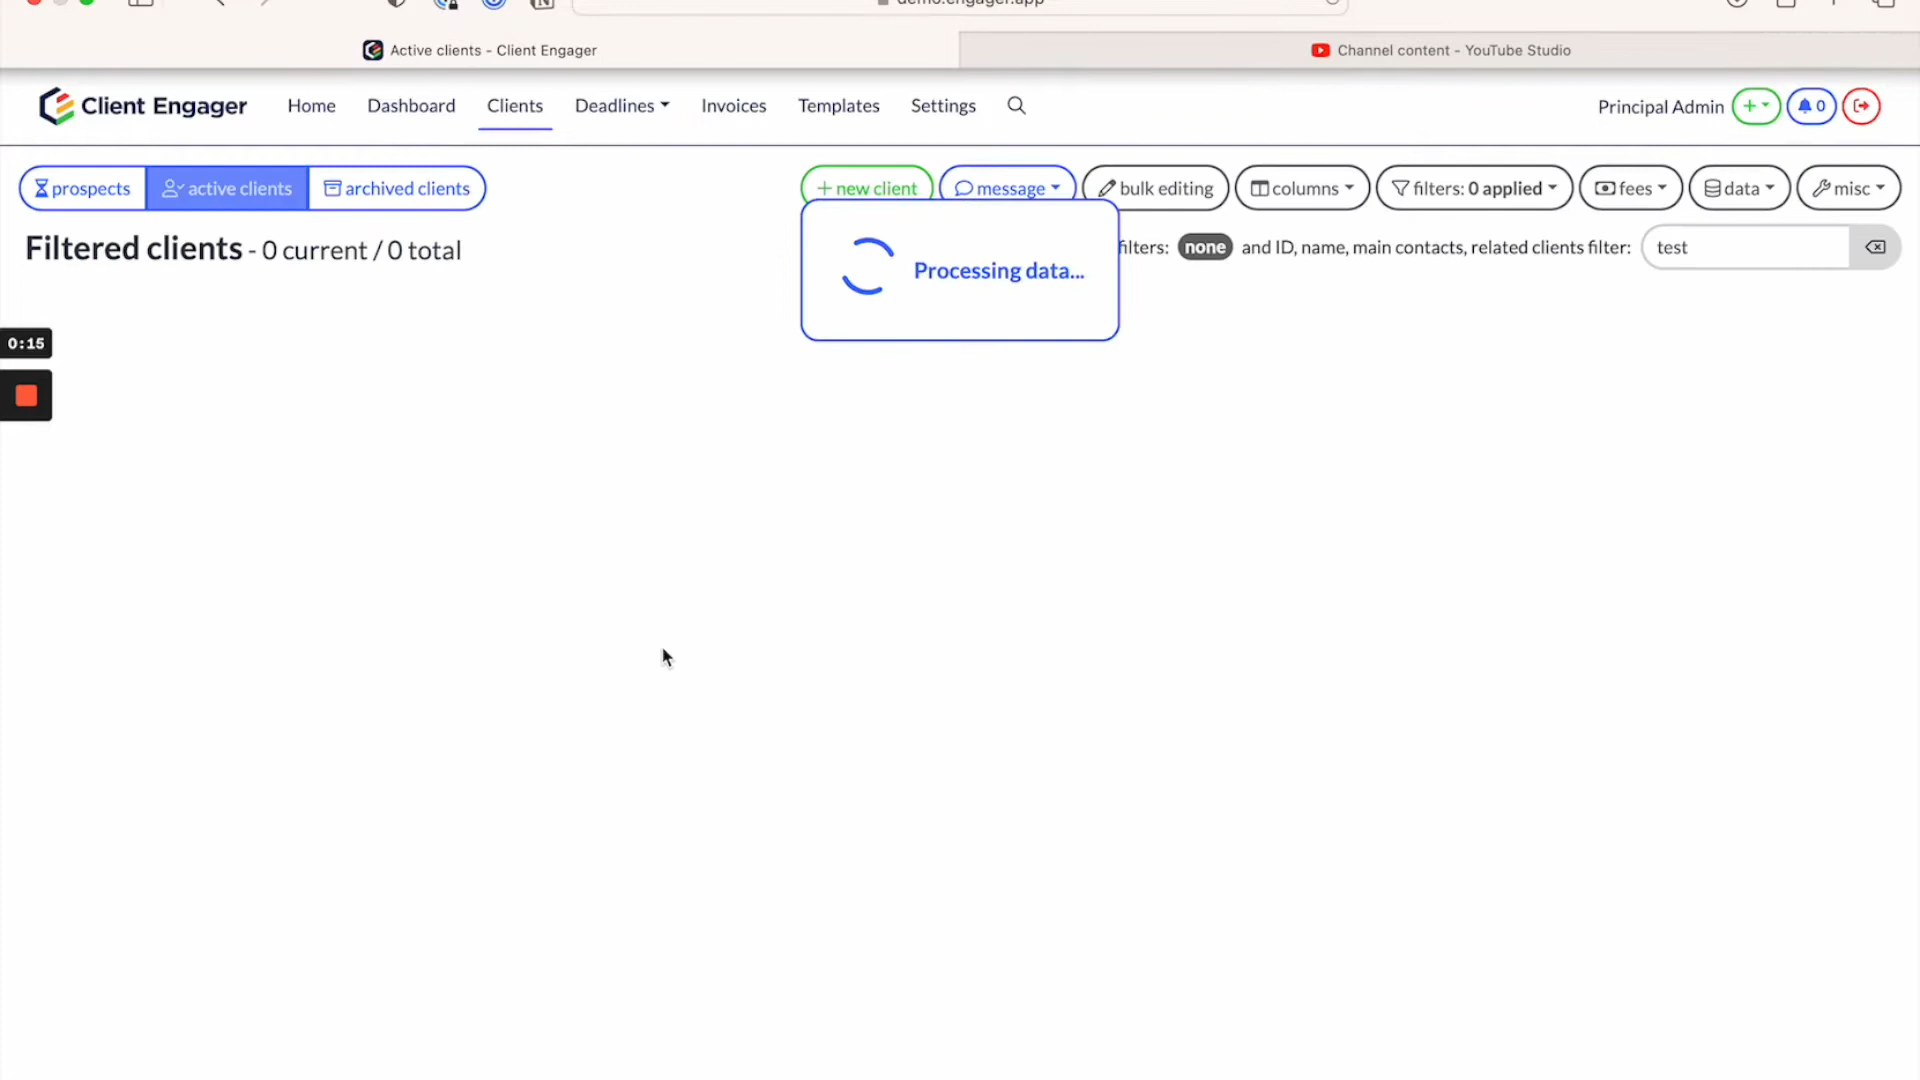 demo.engager.app
Active clients - Client Engager
Channel content - YouTube Studio
Client Engager
Home
Dashboard
Clients
Deadlines
Invoices
Templates
Settings
Principal Admin
+
0
prospects
active clients
archived clients
+ new client
message
bulk editing
columns
filters: 0 applied
fees
data
misc
Filtered clients - 0 current / 0 total
Processing data...
filters: none and ID, name, main contacts, related clients filter: test
0:15